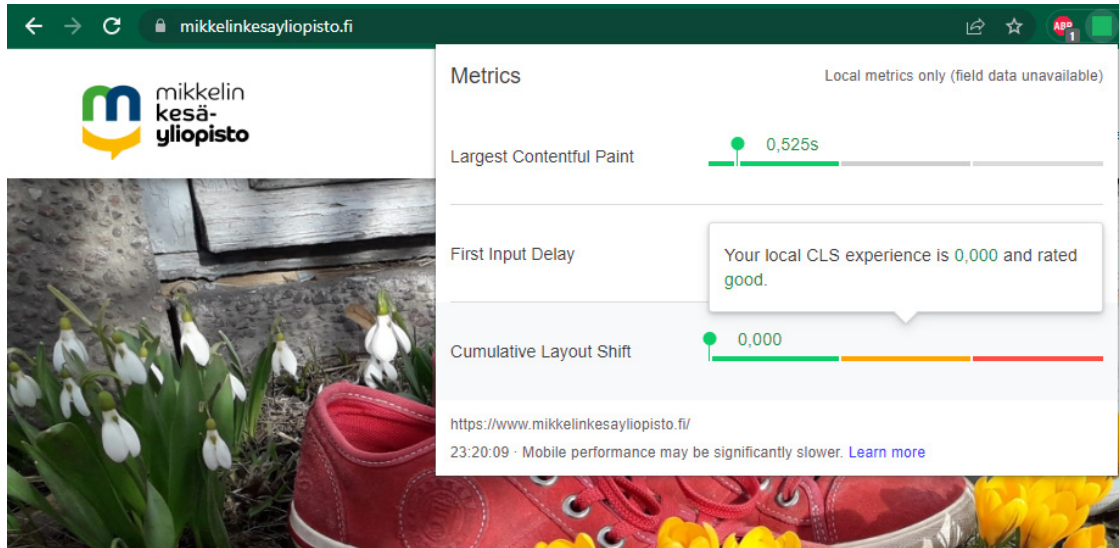 mikkelinkesayliopisto.fi
ABP
1
mikkelin
kesä-
yliopisto
Metrics
Local metrics only (field data unavailable)
Largest Contentful Paint
0,525s
First Input Delay
Your local CLS experience is 0,000 and rated
good.
Cumulative Layout Shift
0,000
https://www.mikkelinkesayliopisto.fi/
23:20:09 · Mobile performance may be significantly slower. Learn more